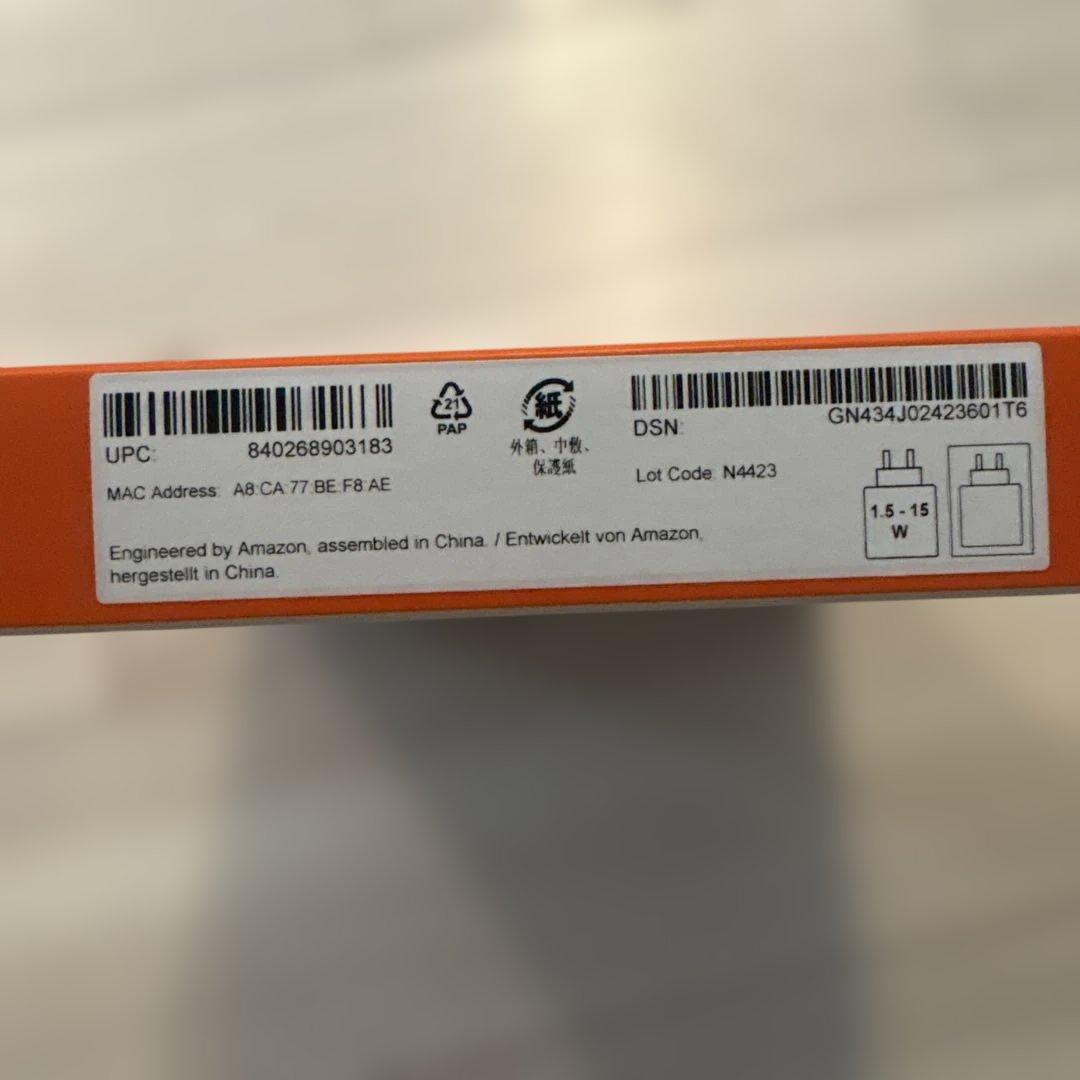 UPC: 840268903183
MAC Address: A8:CA:77:BE:F8:AE
21
PAP
紙
外箱、中敷、
保護紙
DSN: GN434J02423601T6
Lot Code: N4423
1.5 - 15
W
Engineered by Amazon, assembled in China. / Entwickelt von Amazon,
hergestellt in China.